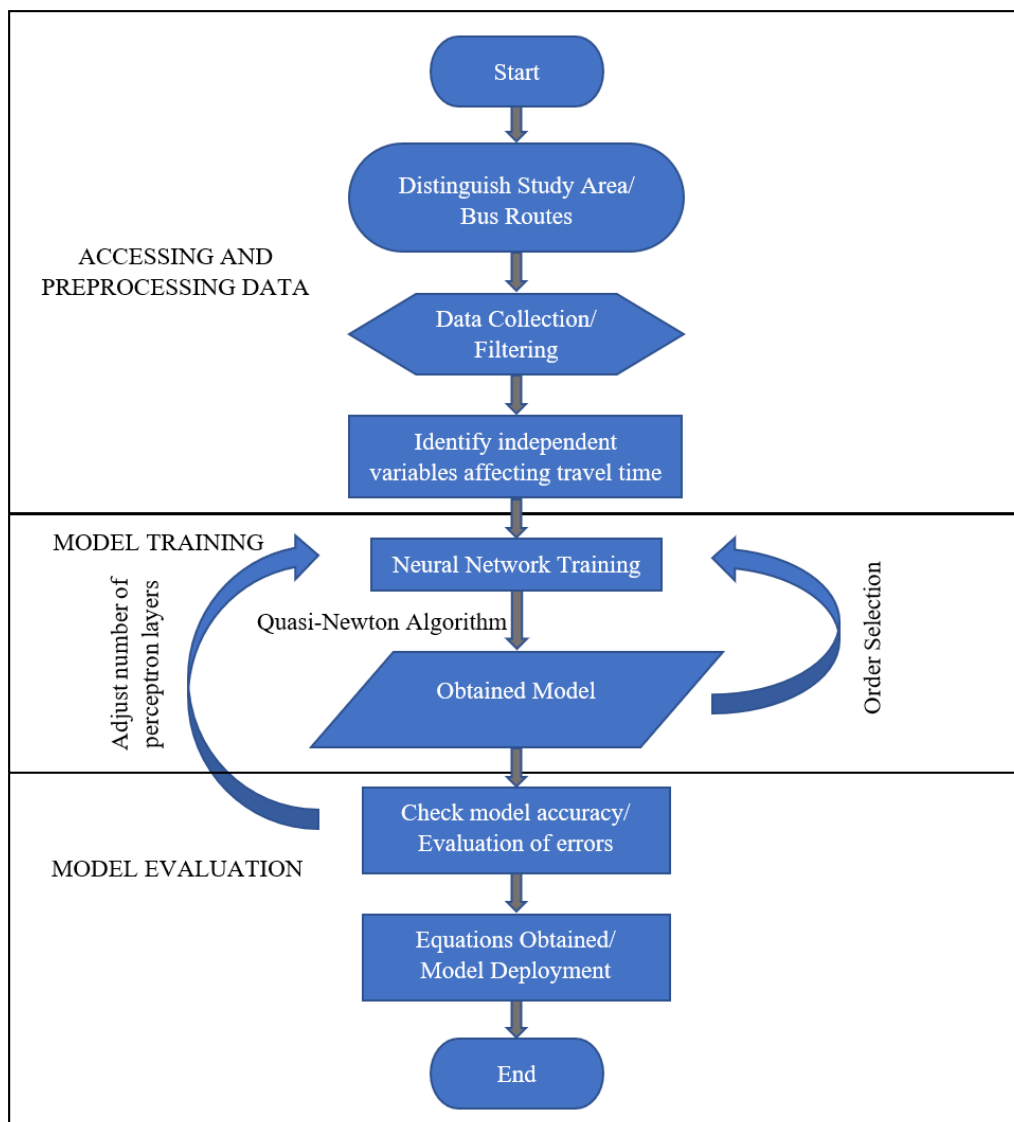 Start
Distinguish Study Area/
Bus Routes
ACCESSING AND
PREPROCESSING DATA
Data Collection/
Filtering
Identify independent
variables affecting travel time
MODEL TRAINING
Neural Network Training
Adjust number of
perceptron layers
Quasi-Newton Algorithm
Order Selection
Obtained Model
Check model accuracy/
Evaluation of errors
MODEL EVALUATION
Equations Obtained/
Model Deployment
End